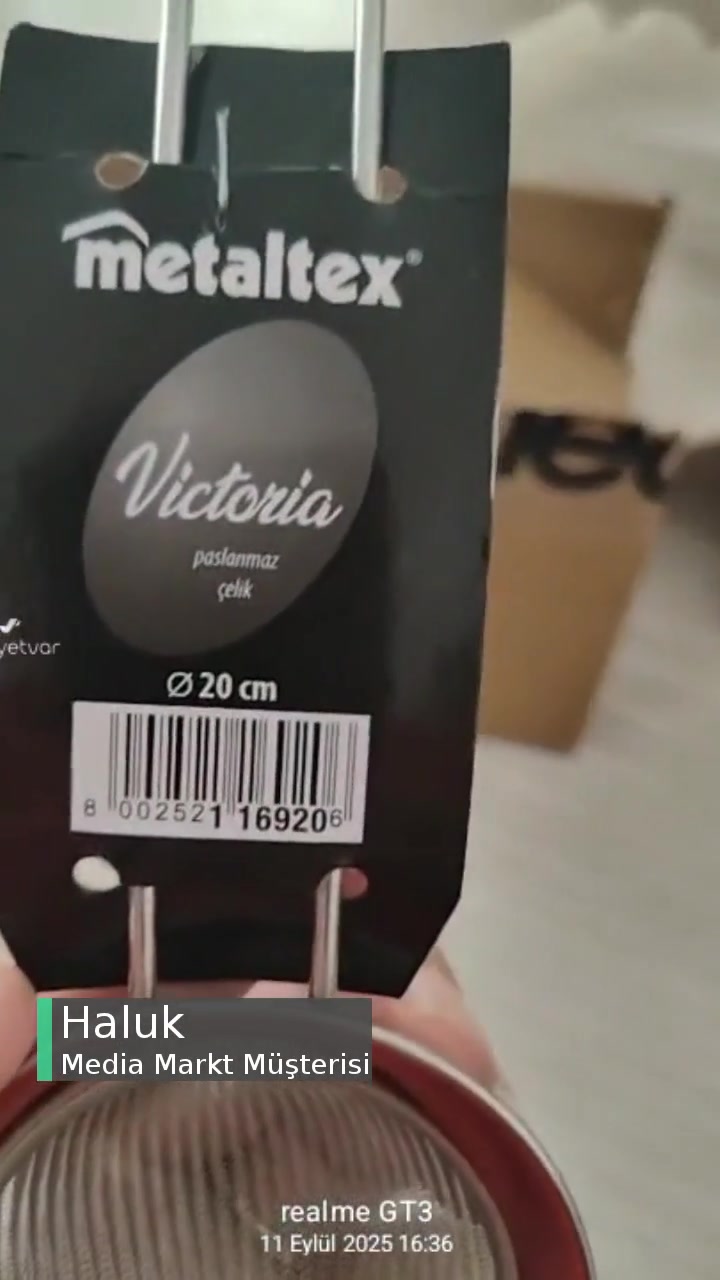 metaltex®
Victoria
paslanmaz
çelik
yetvar
Ø 20 cm
8 002521 169206
Haluk
Media Markt Müşterisi
realme GT3
11 Eylül 2025 16:36